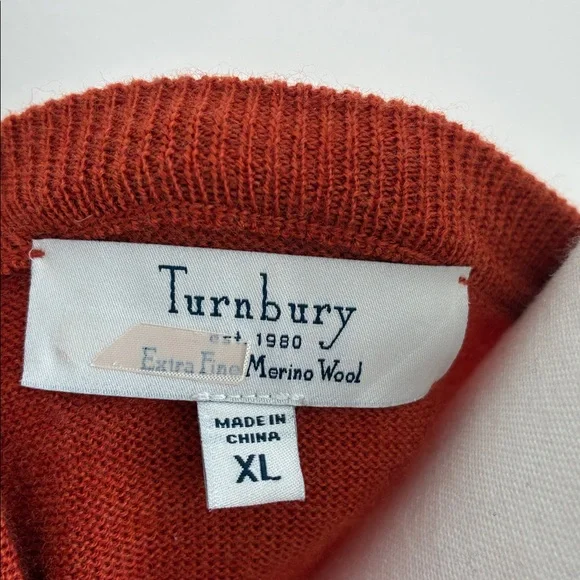 Turnbury
est. 1980
Extra Fine Merino Wool
MADE IN
CHINA
XL